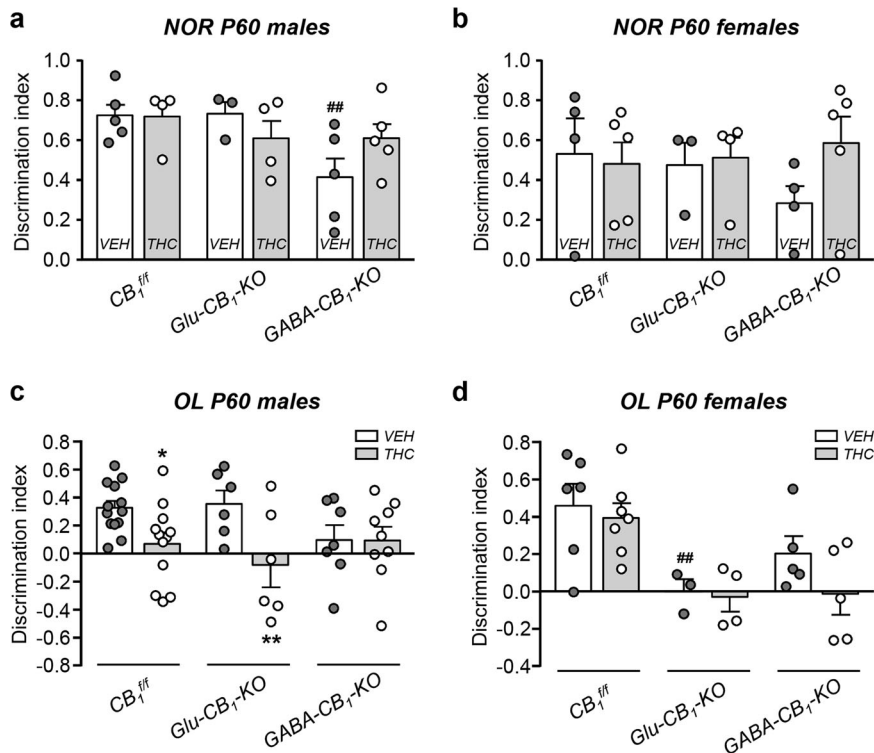 a
NOR P60 males
Discrimination index
1.0
0.8
0.6
0.4
0.2
0.0
##
VEH THC VEH THC VEH THC
CB₁f/f Glu-CB₁-KO GABA-CB₁-KO
b
NOR P60 females
Discrimination index
1.0
0.8
0.6
0.4
0.2
0.0
VEH THC VEH THC VEH THC
CB₁f/f Glu-CB₁-KO GABA-CB₁-KO
c
OL P60 males
VEH
THC
Discrimination index
0.8
0.6
0.4
0.2
0.0
-0.2
-0.4
-0.6
-0.8
*
**
CB₁f/f Glu-CB₁-KO GABA-CB₁-KO
d
OL P60 females
VEH
THC
Discrimination index
0.8
0.6
0.4
0.2
0.0
-0.2
-0.4
##
CB₁f/f Glu-CB₁-KO GABA-CB₁-KO